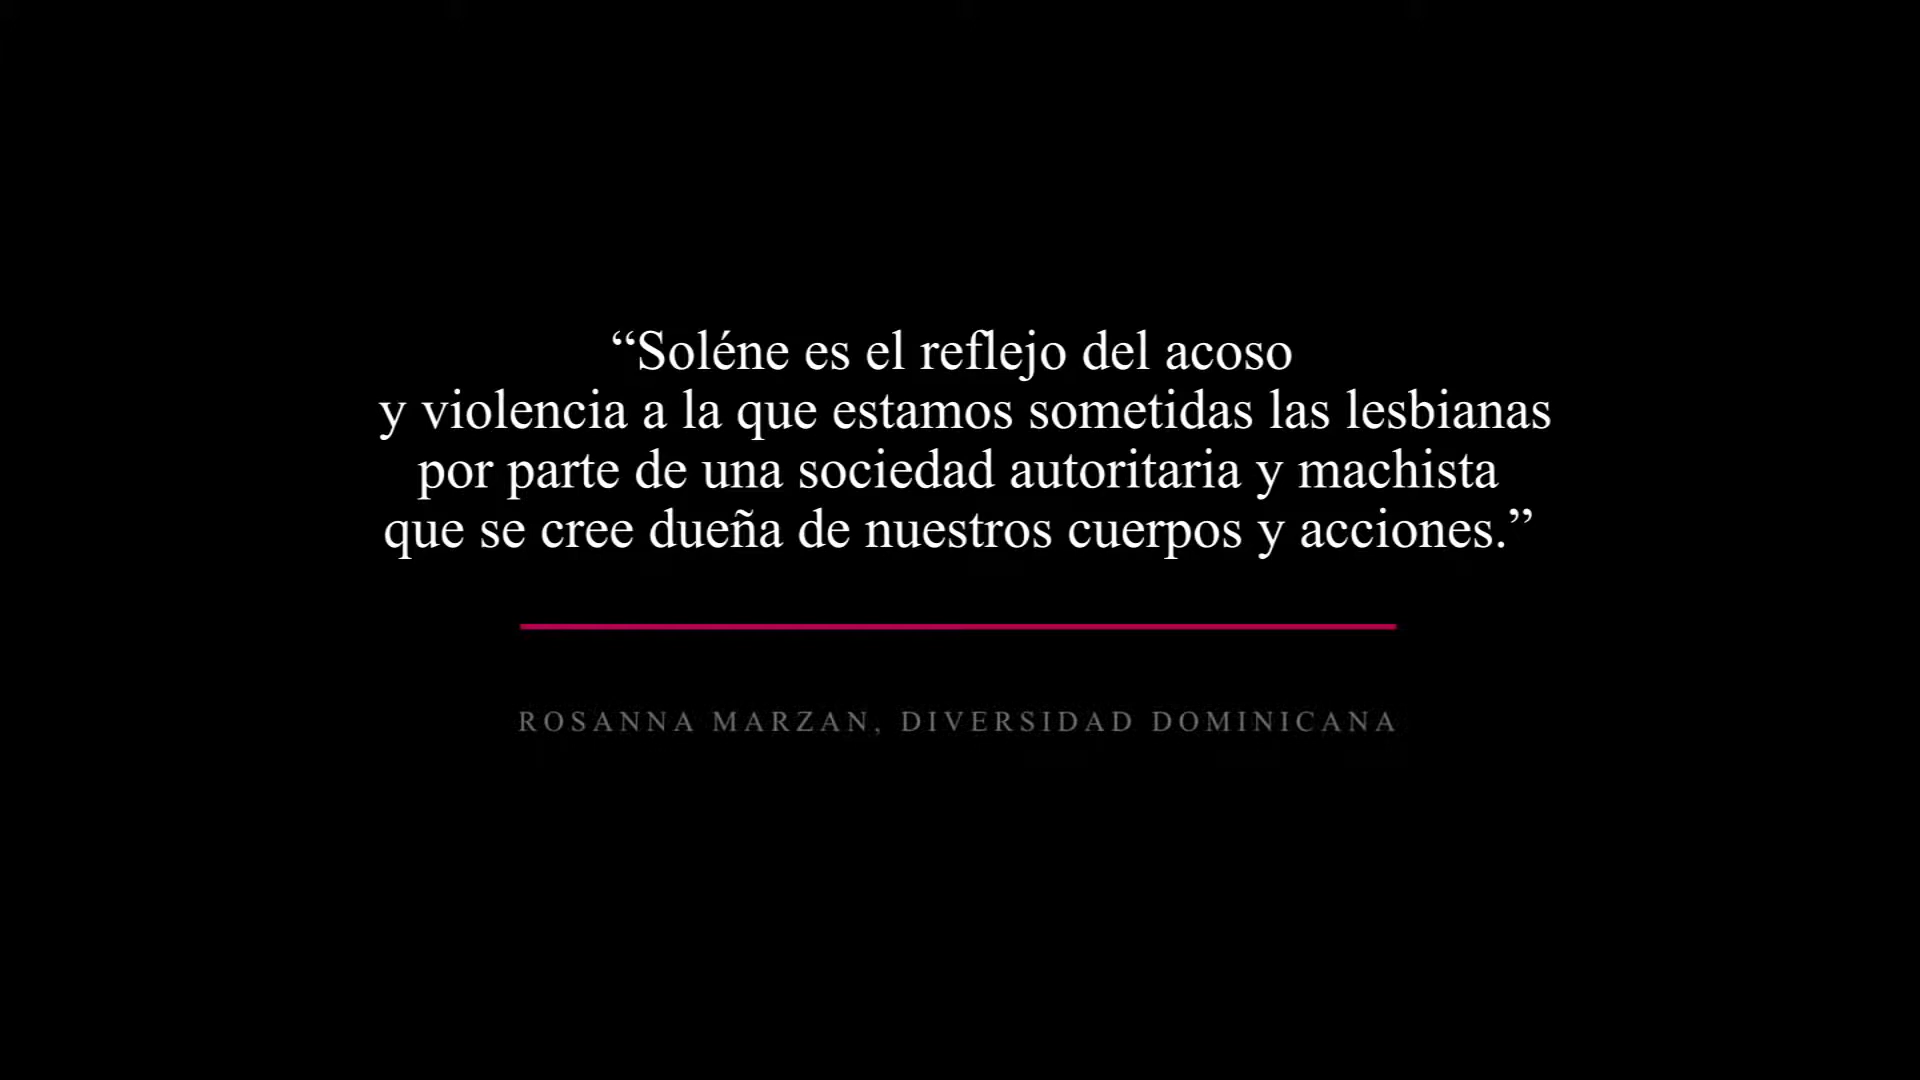 “Soléne es el reflejo del acoso
y violencia a la que estamos sometidas las lesbianas
por parte de una sociedad autoritaria y machista
que se cree dueña de nuestros cuerpos y acciones.”
ROSANNA MARZAN, DIVERSIDAD DOMINICANA